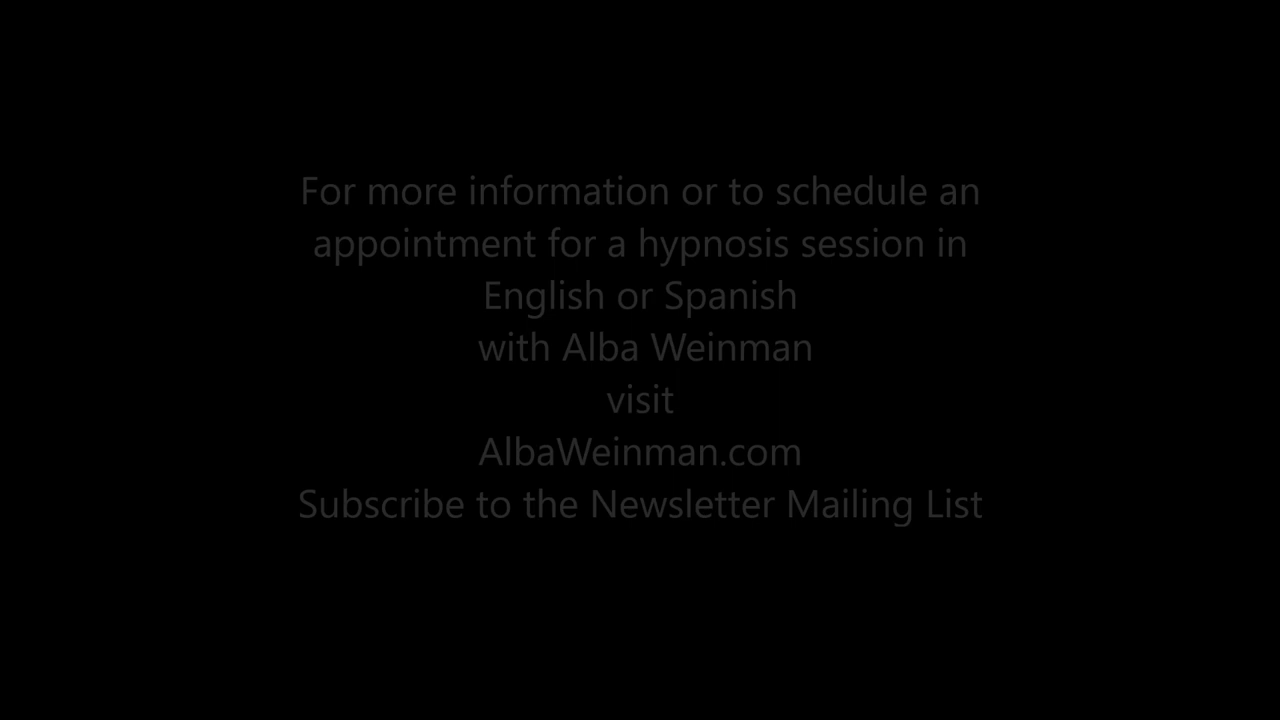 For more information or to schedule an
appointment for a hypnosis session in
English or Spanish
with Alba Weinman
visit
AlbaWeinman.com
Subscribe to the Newsletter Mailing List